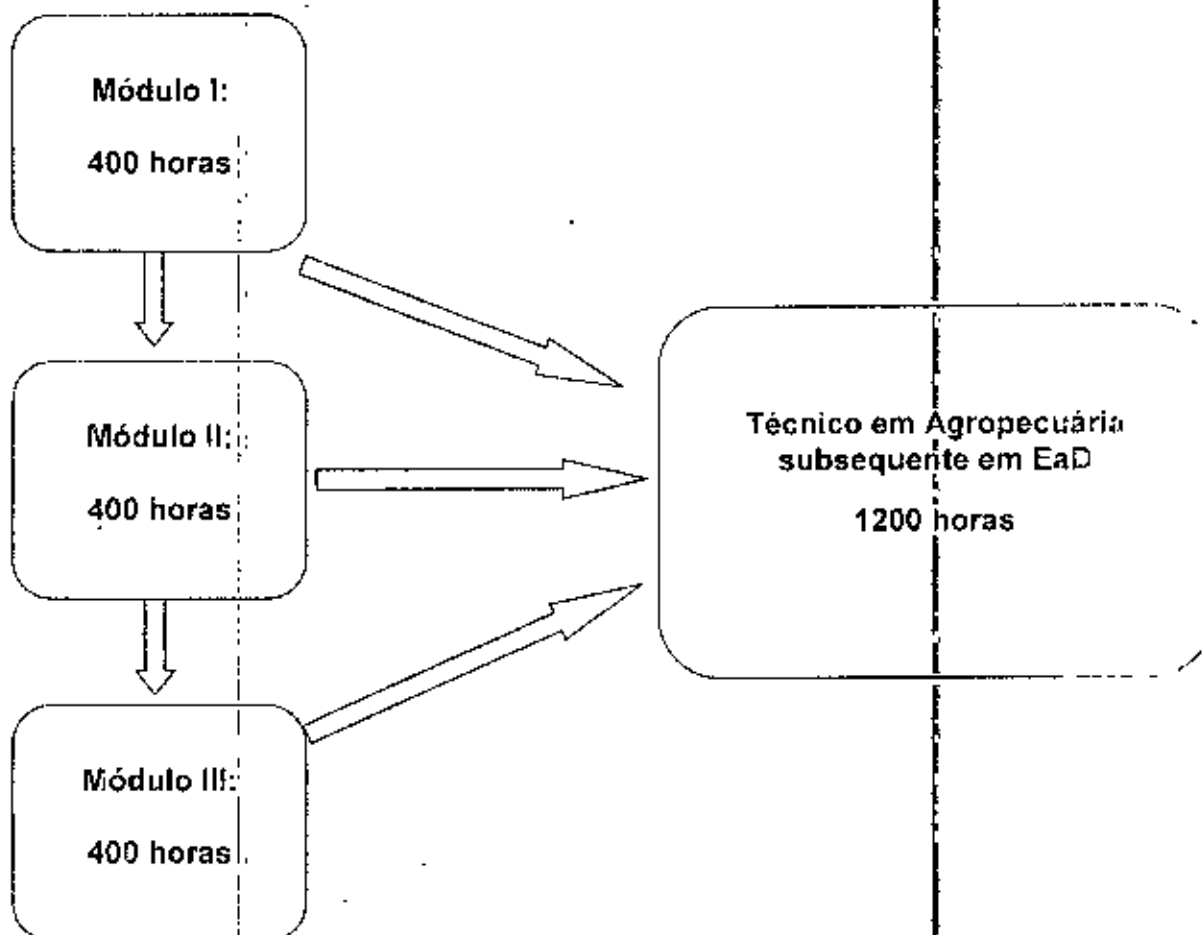 Módulo I:
400 horas
Módulo II:
400 horas
Módulo III:
400 horas
Técnico em Agropecuária
subsequente em EaD
1200 horas